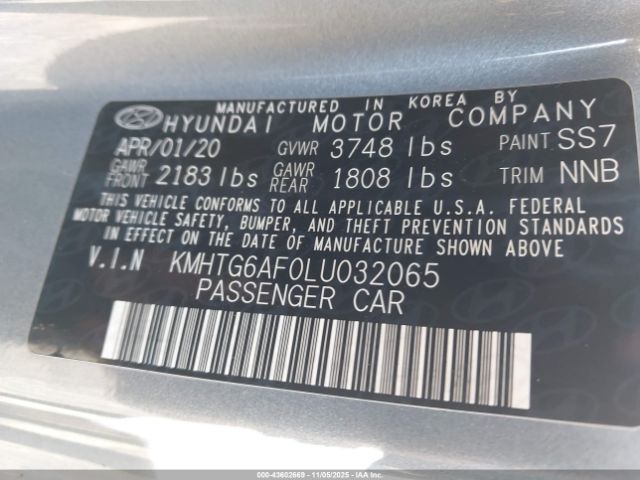 MANUFACTURED IN KOREA BY
HYUNDAI MOTOR COMPANY
APR/01/20 GVWR 3748 lbs PAINT SS7
GAWR FRONT 2183 lbs GAWR REAR 1808 lbs TRIM NNB
THIS VEHICLE CONFORMS TO ALL APPLICABLE U.S.A. FEDERAL
MOTOR VEHICLE SAFETY, BUMPER, AND THEFT PREVENTION STANDARDS
IN EFFECT ON THE DATE OF MANUFACTURE SHOWN ABOVE
V.I.N KMHTG6AF0LU032065
PASSENGER CAR
000-43602669 - 11/05/2025 - IAAI.COM